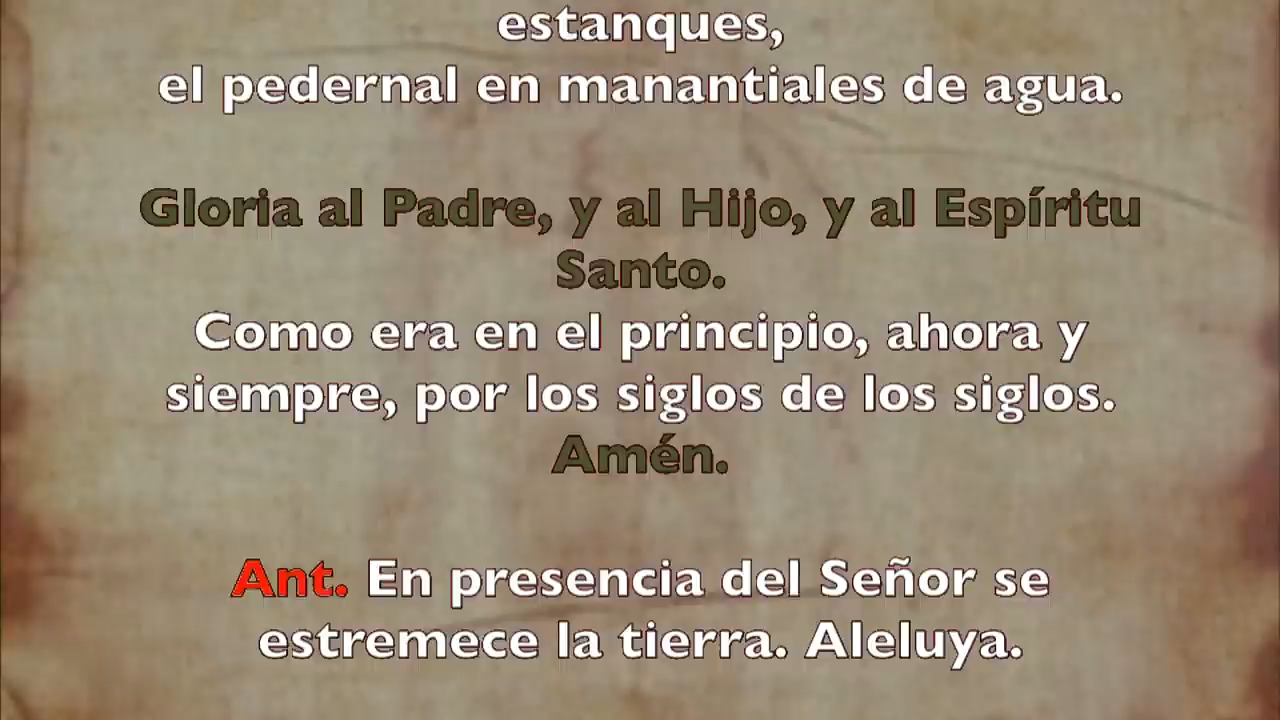 estanques,
el pedernal en manantiales de agua.
Gloria al Padre, y al Hijo, y al Espíritu
Santo.
Como era en el principio, ahora y
siempre, por los siglos de los siglos.
Amén.
Ant. En presencia del Señor se
estremece la tierra. Aleluya.